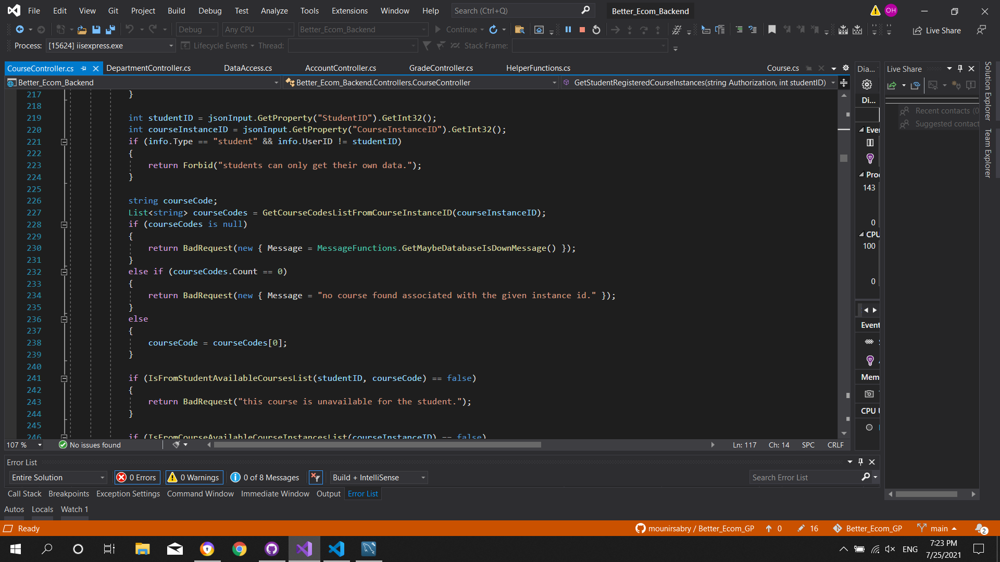 File Edit View Git Project Build Debug Test Analyze Tools Extensions Window Help Search (Ctrl+Q) Better_Ecom_Backend OH
Debug Any CPU Better_Ecom_Backend Continue Live Share
Process: [15624] iisexpress.exe Lifecycle Events Thread: Stack Frame:
CourseController.cs DepartmentController.cs DataAccess.cs AccountController.cs GradeController.cs HelperFunctions.cs Course.cs
Better_Ecom_Backend Better_Ecom_Backend.Controllers.CourseController GetStudentRegisteredCourseInstances(string Authorization, int studentID)
217 }
218
219 int studentID = jsonInput.GetProperty("StudentID").GetInt32();
220 int courseInstanceID = jsonInput.GetProperty("CourseInstanceID").GetInt32();
221 if (info.Type == "student" && info.UserID != studentID)
222 {
223 return Forbid("students can only get their own data.");
224 }
225
226 string courseCode;
227 List<string> courseCodes = GetCourseCodesListFromCourseInstanceID(courseInstanceID);
228 if (courseCodes is null)
229 {
230 return BadRequest(new { Message = MessageFunctions.GetMaybeDatabaseIsDownMessage() });
231 }
232 else if (courseCodes.Count == 0)
233 {
234 return BadRequest(new { Message = "no course found associated with the given instance id." });
235 }
236 else
237 {
238 courseCode = courseCodes[0];
239 }
240
241 if (IsFromStudentAvailableCoursesList(studentID, courseCode) == false)
242 {
243 return BadRequest("this course is unavailable for the student.");
244 }
245
246 if (IsFromCourseAvailableCourseInstancesList(courseInstanceID) == false)
107 % No issues found Ln: 117 Ch: 14 SPC CRLF
Dia...
Di...
Ever
Proc
143
0
CPU
100
0
Event
Mem
CPU U
Live Share
Recent contacts (0
Suggested contact
Solution Explorer
Team Explorer
Error List
Entire Solution 0 Errors 0 Warnings 0 of 8 Messages Build + IntelliSense Search Error List
Call Stack Breakpoints Exception Settings Command Window Immediate Window Output Error List
Autos Locals Watch 1
Ready mounirsabry / Better_Ecom_GP 0 16 Better_Ecom_GP main 2
ENG
7:23 PM
7/25/2021